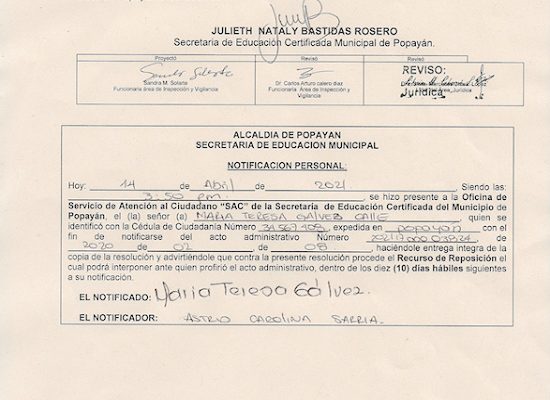 JULIETH NATALY BASTIDAS ROSERO
Secretaria de Educación Certificada Municipal de Popayán.
Proyectó Revisó Revisó
REVISO:
Sandra M. Solarte
Funcionaria área de Inspección y Vigilancia
Dr. Carlos Arturo calero diaz
Funcionaria Área de Inspección y Vigilancia
Jurídica
ALCALDIA DE POPAYAN
SECRETARIA DE EDUCACION MUNICIPAL
NOTIFICACION PERSONAL:
Hoy: 14 de Abril de 2021, Siendo las:
3:50 pm., se hizo presente a la Oficina de
Servicio de Atención al Ciudadano "SAC" de la Secretaria de Educación Certificada del Municipio de
Popayán, el (la) señor (a) MARIA TERESA GALVES CALLE, quien se
identificó con la Cédula de Ciudadanía Número 34.567.408, expedida en popayan con el
fin de notificarse del acto administrativo Número
2020 de 02 de 08, haciéndole entrega integra de la
copia de la resolución y advirtiéndole que contra la presente resolución procede el Recurso de Reposición el
cual podrá interponer ante quien profirió el acto administrativo, dentro de los diez (10) días hábiles siguientes
a su notificación.
EL NOTIFICADO: Maria Teresa Gálvez.
EL NOTIFICADOR: ASTRID CAROLINA SARRIA.